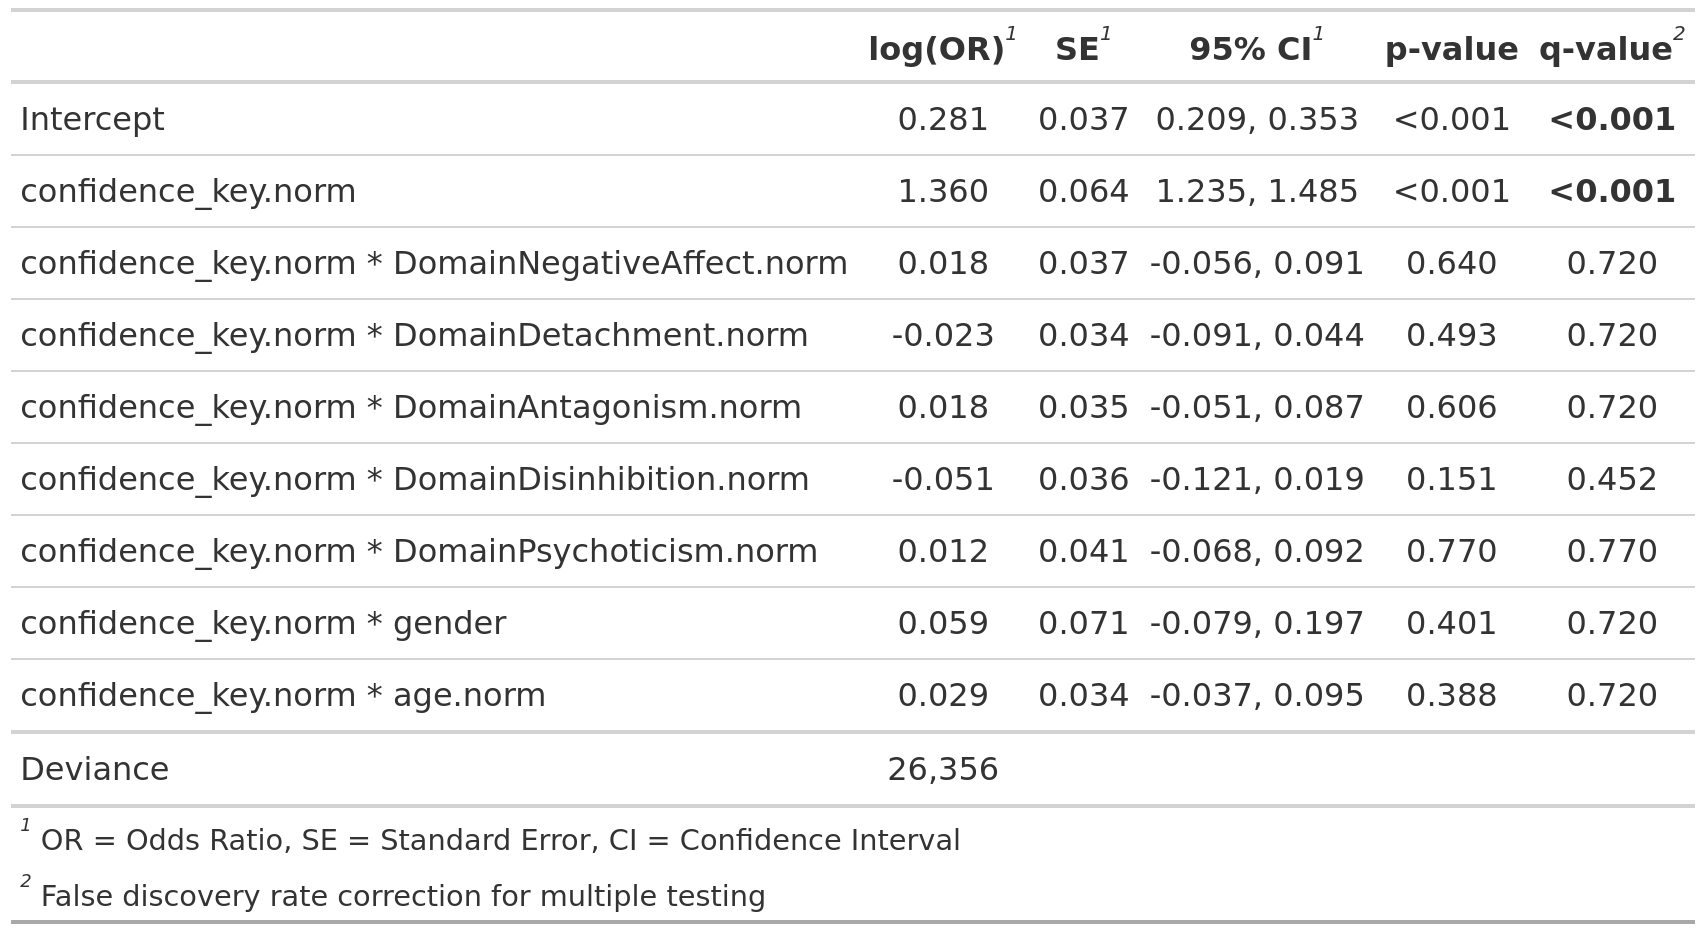 log(OR)1 SE1 95% CI1 p-value q-value2
Intercept 0.281 0.037 0.209, 0.353 <0.001 <0.001
confidence_key.norm 1.360 0.064 1.235, 1.485 <0.001 <0.001
confidence_key.norm * DomainNegativeAffect.norm 0.018 0.037 -0.056, 0.091 0.640 0.720
confidence_key.norm * DomainDetachment.norm -0.023 0.034 -0.091, 0.044 0.493 0.720
confidence_key.norm * DomainAntagonism.norm 0.018 0.035 -0.051, 0.087 0.606 0.720
confidence_key.norm * DomainDisinhibition.norm -0.051 0.036 -0.121, 0.019 0.151 0.452
confidence_key.norm * DomainPsychoticism.norm 0.012 0.041 -0.068, 0.092 0.770 0.770
confidence_key.norm * gender 0.059 0.071 -0.079, 0.197 0.401 0.720
confidence_key.norm * age.norm 0.029 0.034 -0.037, 0.095 0.388 0.720
Deviance 26,356
1 OR = Odds Ratio, SE = Standard Error, CI = Confidence Interval
2 False discovery rate correction for multiple testing